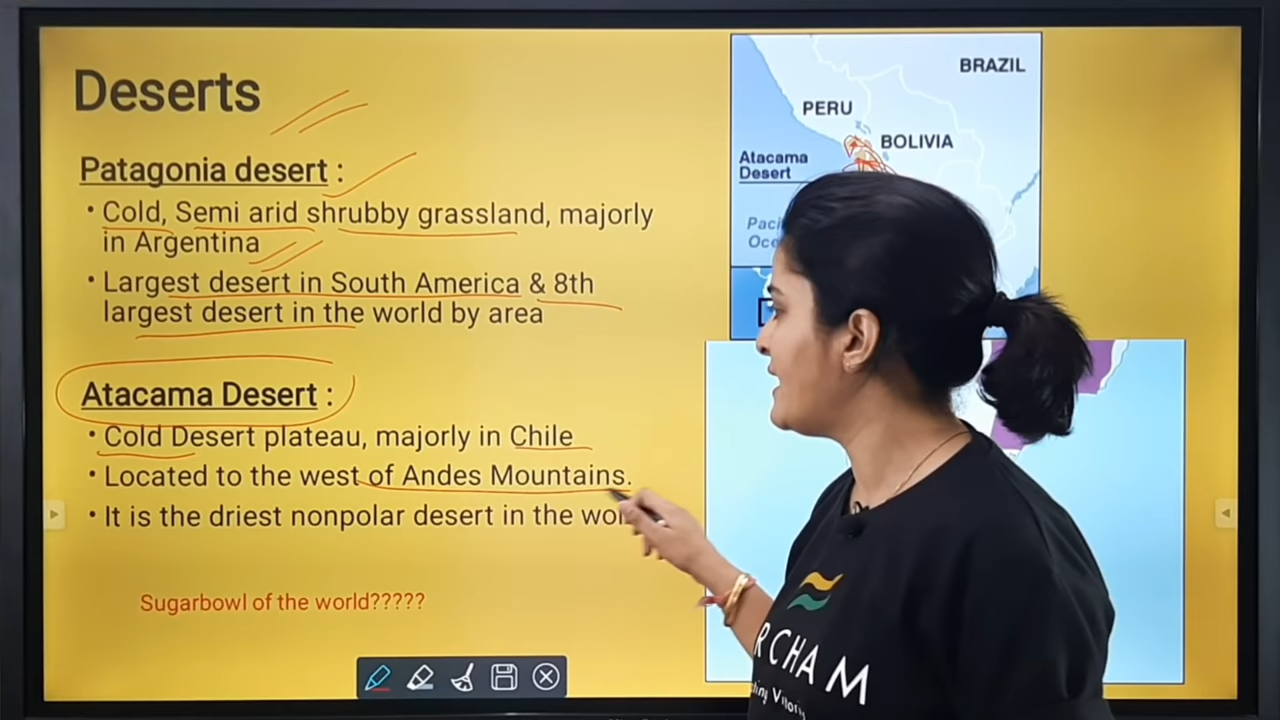 Deserts
Patagonia desert :
• Cold, Semi arid shrubby grassland, majorly
in Argentina
• Largest desert in South America & 8th
largest desert in the world by area
Atacama Desert :
• Cold Desert plateau, majorly in Chile
• Located to the west of Andes Mountains.
• It is the driest nonpolar desert in the
Sugarbowl of the world?????
BRAZIL
PERU
BOLIVIA
Atacama
Desert
RCHAM